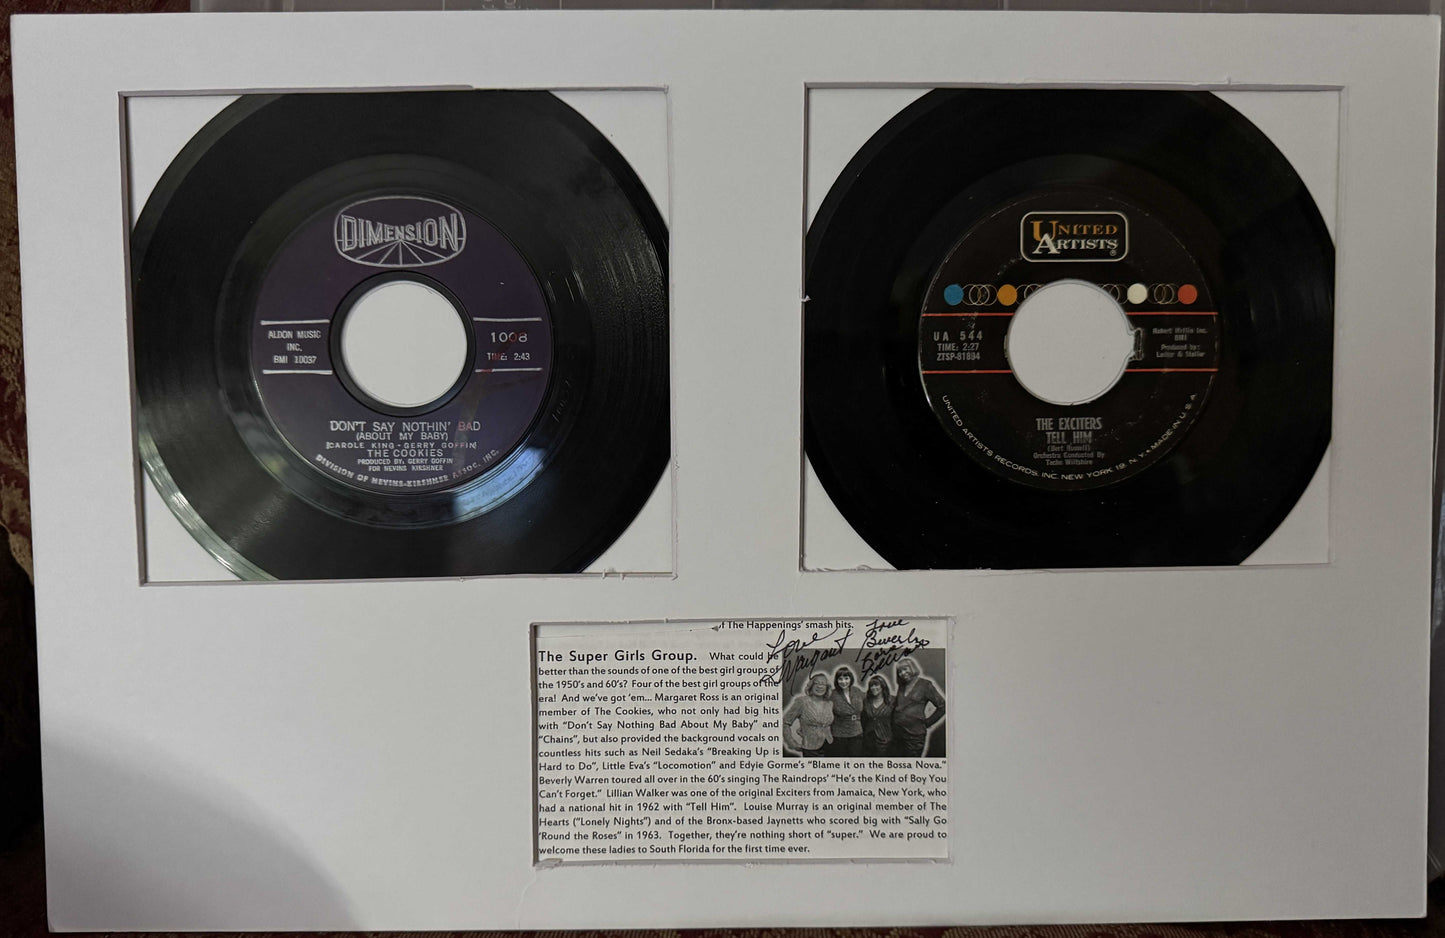 DIMENSION
ALDON MUSIC
INC.
BMI 10037
1008
TIME: 2:43
DON'T SAY NOTHIN' BAD
(ABOUT MY BABY)
(CAROLE KING - GERRY GOFFIN)
THE COOKIES
PRODUCED BY: GERRY GOFFIN
FOR NEVINS KIRSHNER
DIVISION OF NEVINS-KIRSHNER ASSOC. INC.
UNITED
ARTISTS
®
UA 544
TIME: 2:27
ZTSP-81804
Robert Mellin Inc.
BMI
Produced by:
Leiber & Stoller
THE EXCITERS
TELL HIM
(Bert Russell)
Orchestra Conducted By
Teacho Wiltshire
UNITED ARTISTS RECORDS, INC. NEW YORK 19, N.Y. • MADE IN U.S.A
of The Happenings' smash hits.
Love
Margaret
Love
Beverly
The Super Girls Group. What could be
better than the sounds of one of the best girl groups of
the 1950's and 60's? Four of the best girl groups of the
era! And we've got 'em... Margaret Ross is an original
member of The Cookies, who not only had big hits
with "Don't Say Nothing Bad About My Baby" and
"Chains", but also provided the background vocals on
countless hits such as Neil Sedaka's "Breaking Up is
Hard to Do", Little Eva's "Locomotion" and Edyie Gorme's "Blame it on the Bossa Nova."
Beverly Warren toured all over in the 60's singing The Raindrops' "He's the Kind of Boy You
Can't Forget." Lillian Walker was one of the original Exciters from Jamaica, New York, who
had a national hit in 1962 with "Tell Him". Louise Murray is an original member of The
Hearts ("Lonely Nights") and of the Bronx-based Jaynetts who scored big with "Sally Go
'Round the Roses" in 1963. Together, they're nothing short of "super." We are proud to
welcome these ladies to South Florida for the first time ever.